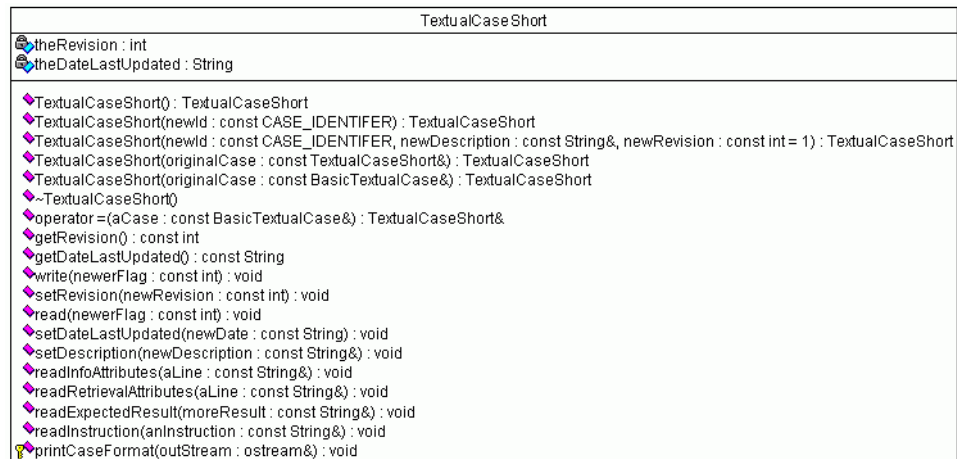 TextualCaseShort
theRevision : int
theDateLastUpdated : String
TextualCaseShort() : TextualCaseShort
TextualCaseShort(newId : const CASE_IDENTIFER) : TextualCaseShort
TextualCaseShort(newId : const CASE_IDENTIFER, newDescription : const String&, newRevision : const int = 1) : TextualCaseShort
TextualCaseShort(originalCase : const TextualCaseShort&) : TextualCaseShort
TextualCaseShort(originalCase : const BasicTextualCase&) : TextualCaseShort
~TextualCaseShort()
operator =(aCase : const BasicTextualCase&) : TextualCaseShort&
getRevision() : const int
getDateLastUpdated() : const String
write(newerFlag : const int) : void
setRevision(newRevision : const int) : void
read(newerFlag : const int) : void
setDateLastUpdated(newDate : const String) : void
setDescription(newDescription : const String&) : void
readInfoAttributes(aLine : const String&) : void
readRetrievalAttributes(aLine : const String&) : void
readExpectedResult(moreResult : const String&) : void
readInstruction(anInstruction : const String&) : void
printCaseFormat(outStream : ostream&) : void